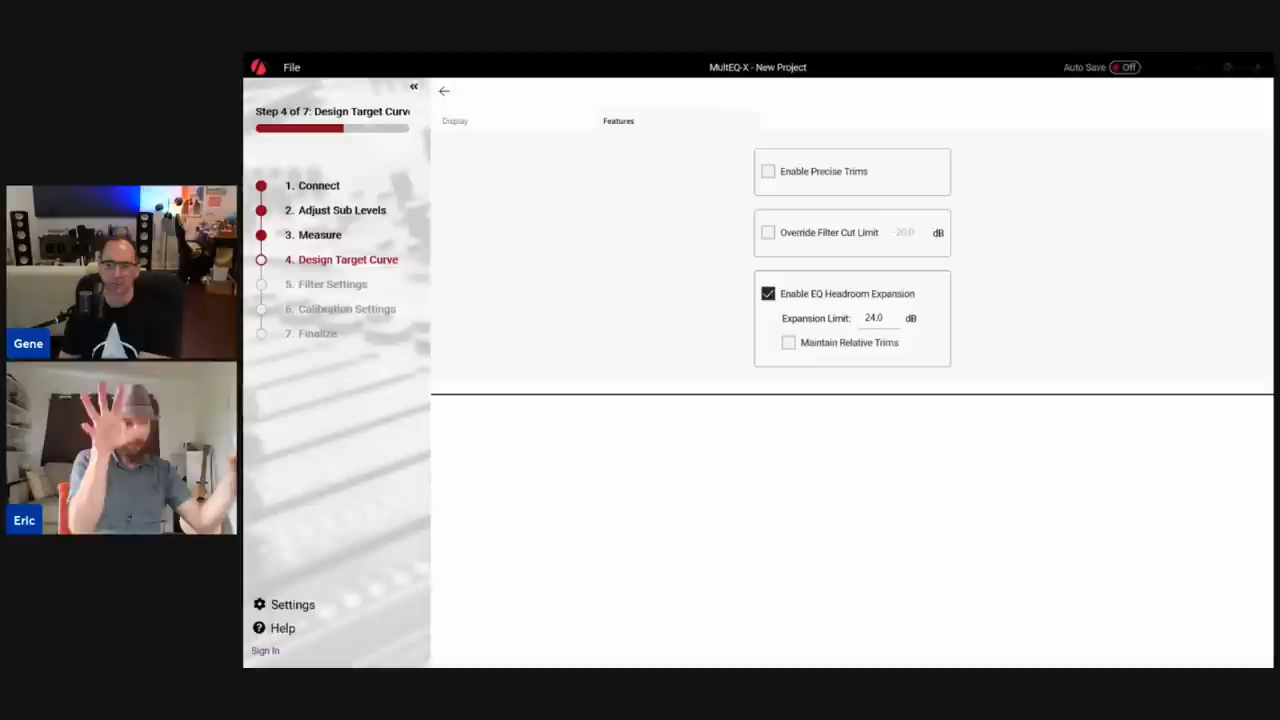 File
MultEQ-X - New Project
Auto Save Off
«
Step 4 of 7: Design Target Curv
Display
Features
1. Connect
2. Adjust Sub Levels
3. Measure
4. Design Target Curve
5. Filter Settings
6. Calibration Settings
7. Finalize
Enable Precise Trims
Override Filter Cut Limit -20.0 dB
Enable EQ Headroom Expansion
Expansion Limit: 24.0 dB
Maintain Relative Trims
Gene
Eric
Settings
Help
Sign In